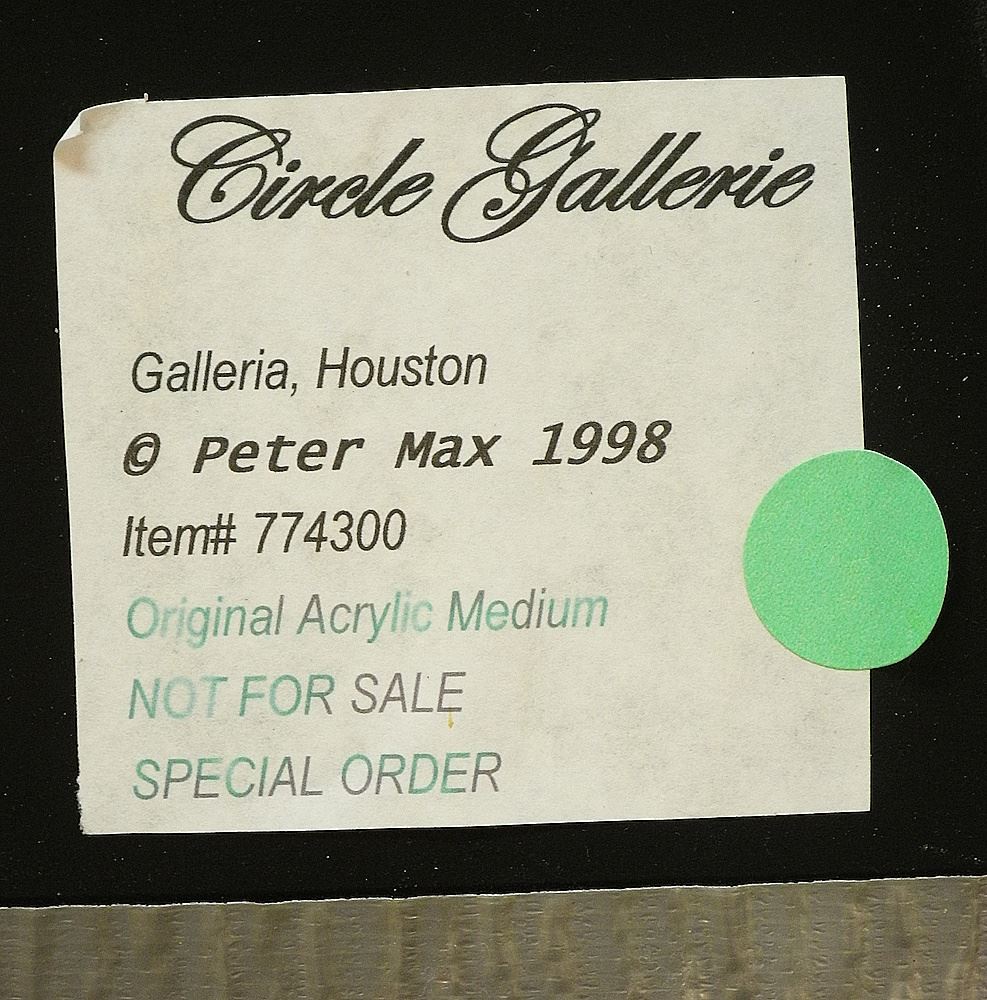 Circle Gallerie
Galleria, Houston
© Peter Max 1998
Item# 774300
Original Acrylic Medium
NOT FOR SALE
SPECIAL ORDER